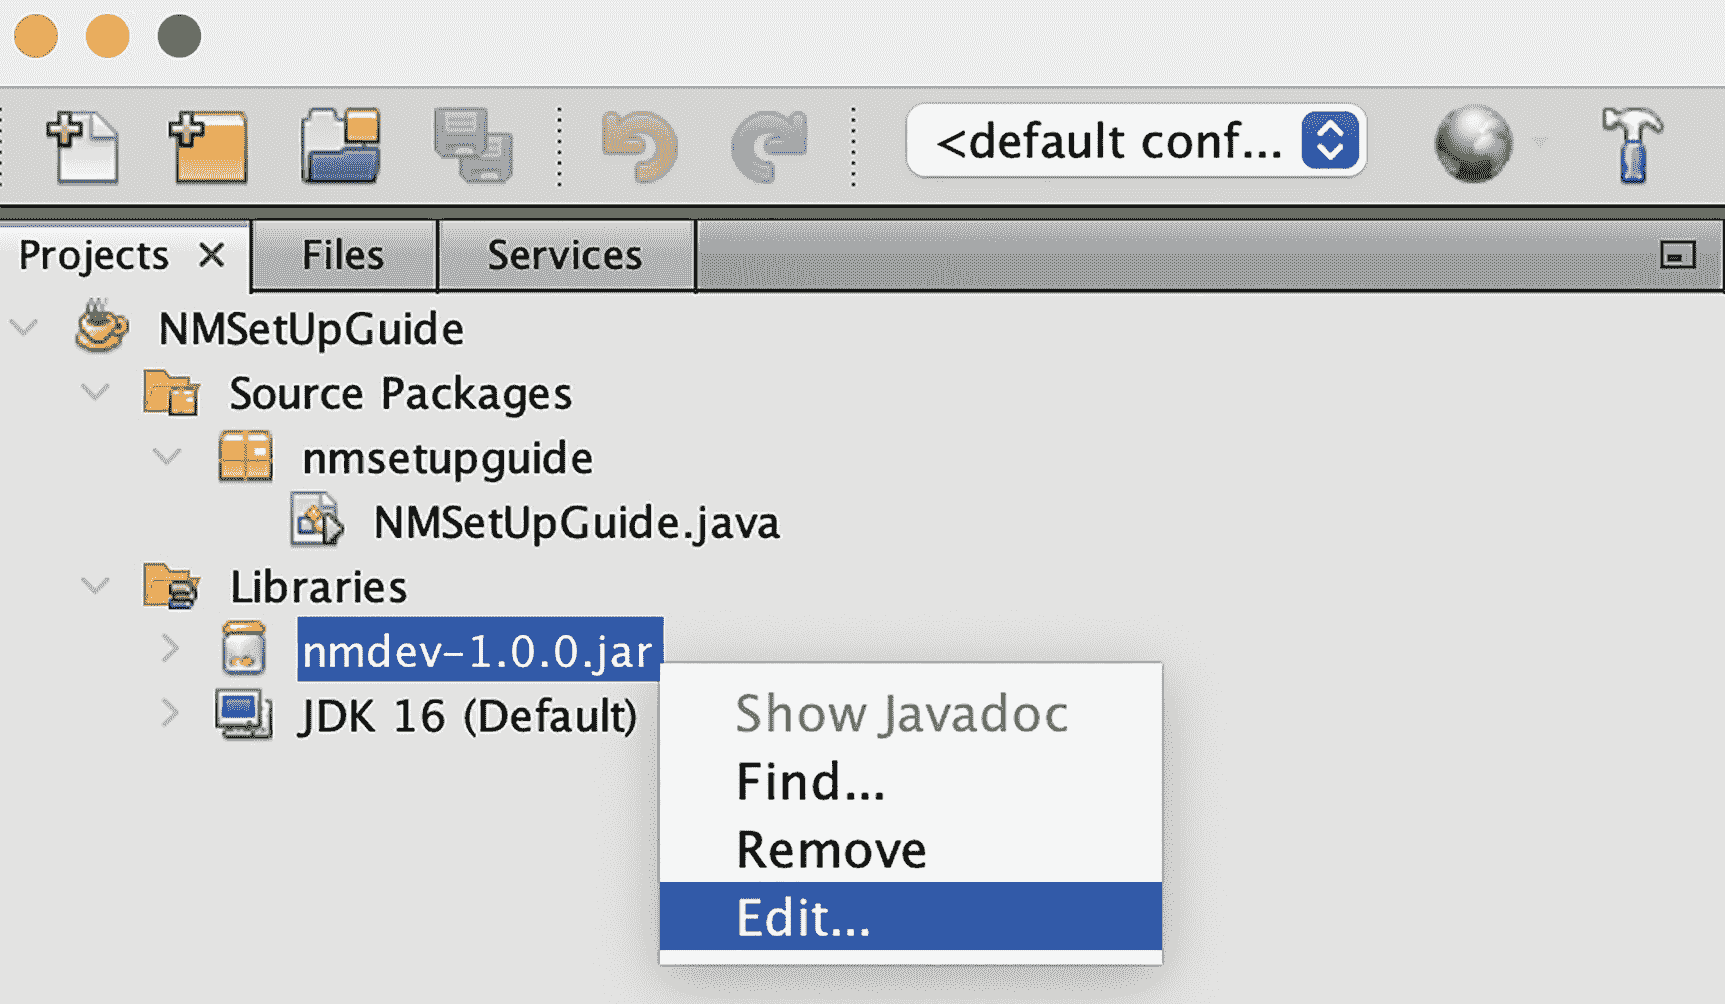 <default conf...
Projects
Files
Services
NMSetUpGuide
Source Packages
nmsetupguide
NMSetUpGuide.java
Libraries
nmdev-1.0.0.jar
JDK 16 (Default)
Show Javadoc
Find...
Remove
Edit...